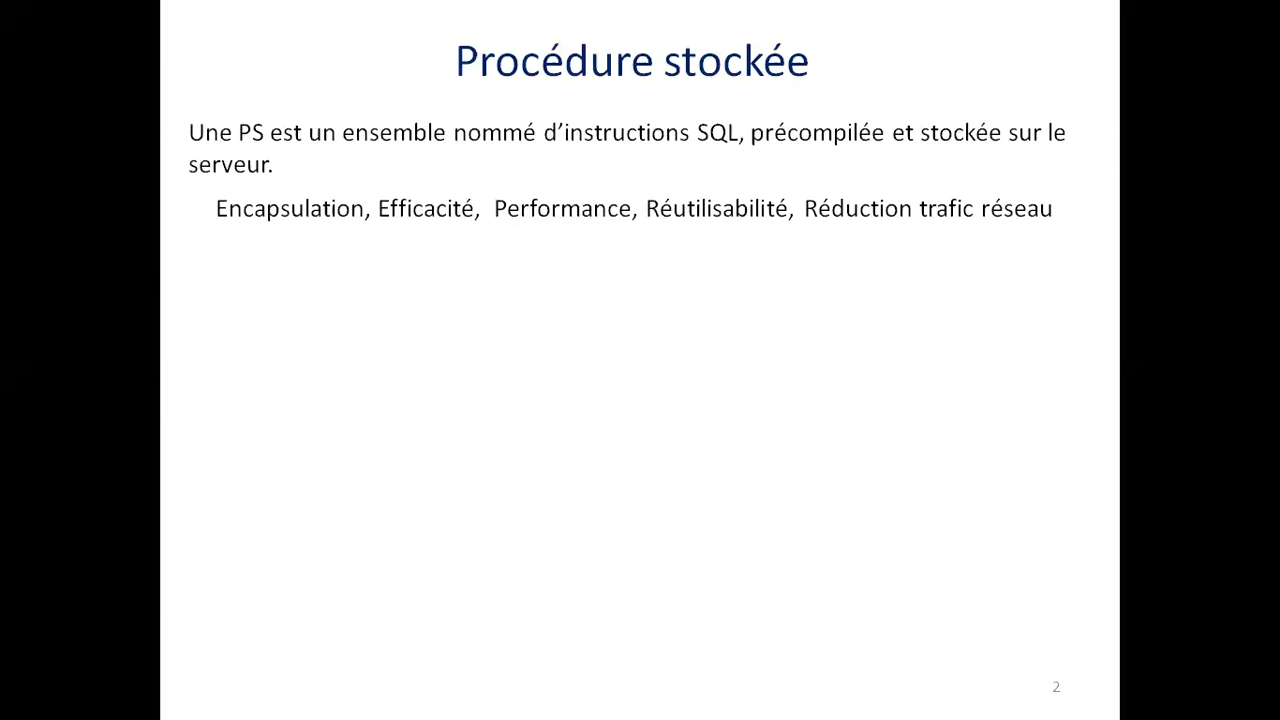 Procédure stockée
Une PS est un ensemble nommé d’instructions SQL, précompilée et stockée sur le
serveur.
Encapsulation, Efficacité,  Performance, Réutilisabilité, Réduction trafic réseau
2